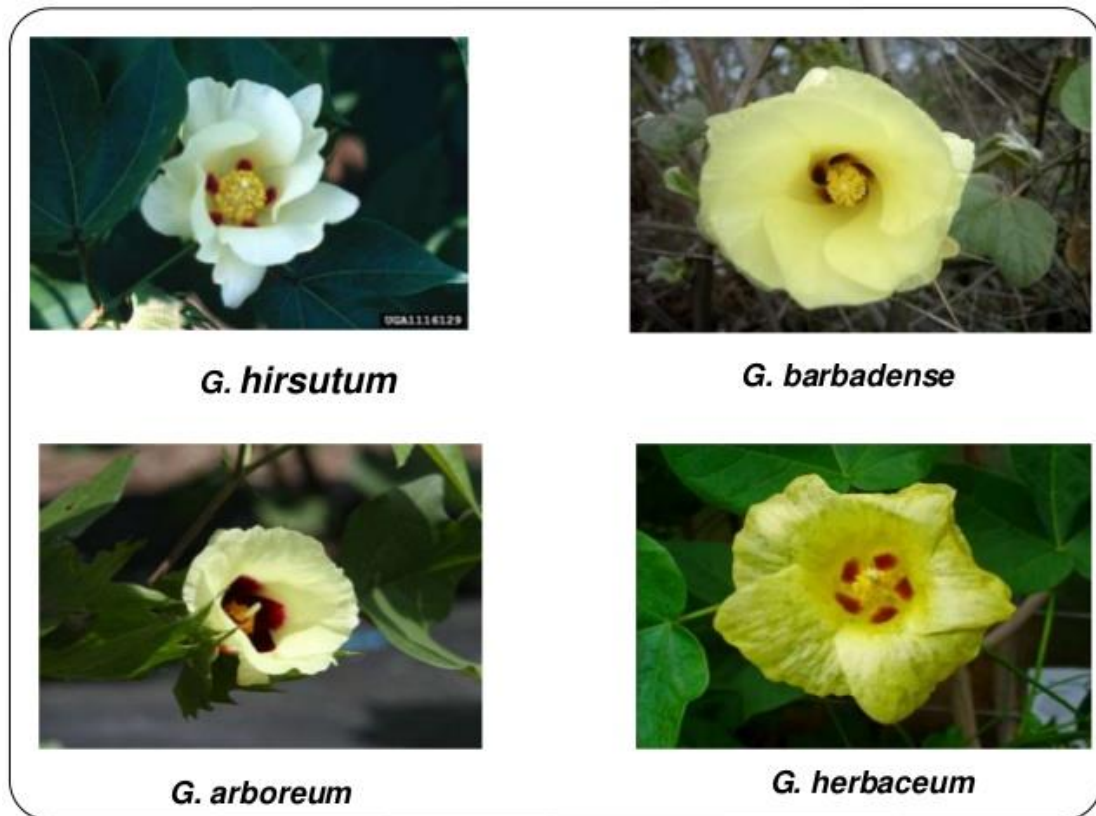 UGA1116129
G. hirsutum
G. barbadense
G. arboreum
G. herbaceum